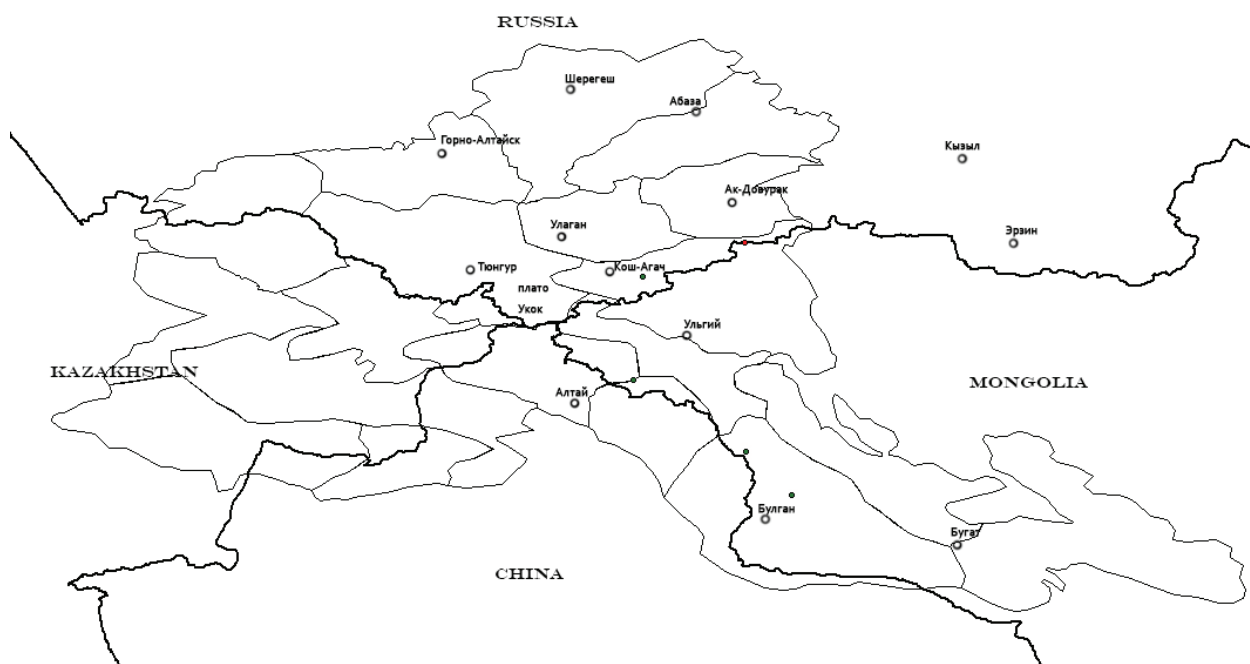 RUSSIA
Шерегеш
Абаза
Горно-Алтайск
Кызыл
Ак-Довурак
Улаган
Эрзин
Тюнгур
Кош-Агач
плато
Укок
Ульгий
KAZAKHSTAN
MONGOLIA
Алтай
Булган
Бугат
CHINA